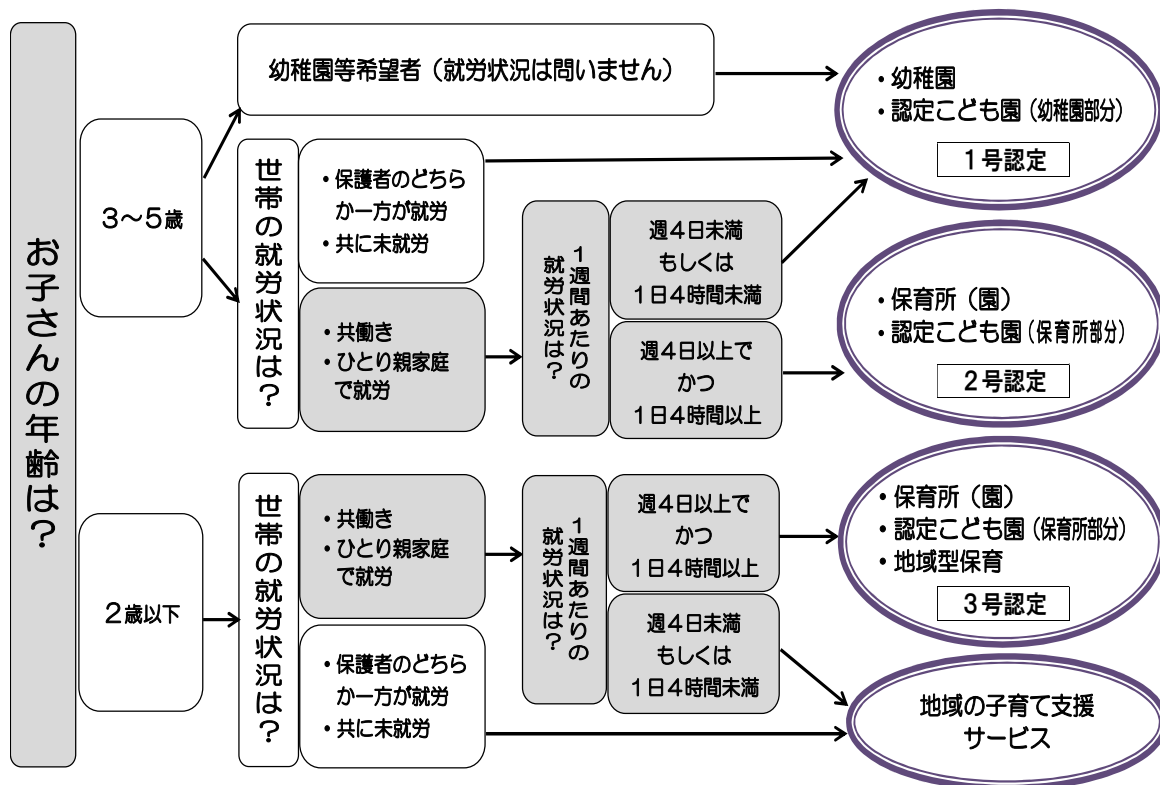 お子さんの年齢は？
3～5歳
幼稚園等希望者（就労状況は問いません）
世帯の就労状況は？
・保護者のどちら
か一方が就労
・共に未就労
・共働き
・ひとり親家庭
で就労
1週間あたりの
就労状況は？
週4日未満
もしくは
1日4時間未満
週4日以上で
かつ
1日4時間以上
・幼稚園
・認定こども園（幼稚園部分）
1号認定
・保育所（園）
・認定こども園（保育所部分）
2号認定
2歳以下
世帯の就労状況は？
・共働き
・ひとり親家庭
で就労
・保護者のどちら
か一方が就労
・共に未就労
1週間あたりの
就労状況は？
週4日以上で
かつ
1日4時間以上
週4日未満
もしくは
1日4時間未満
・保育所（園）
・認定こども園（保育所部分）
・地域型保育
3号認定
地域の子育て支援
サービス